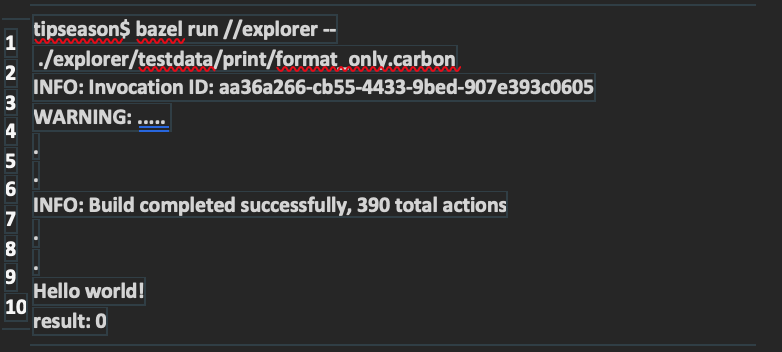 tipseason$ bazel run //explorer --
1
./explorer/testdata/print/format_only.carbon
2
INFO: Invocation ID: aa36a266-cb55-4433-9bed-907e393c0605
3
WARNING: .....
4
.
5
.
6
INFO: Build completed successfully, 390 total actions
7
.
8
.
9
Hello world!
10
result: 0